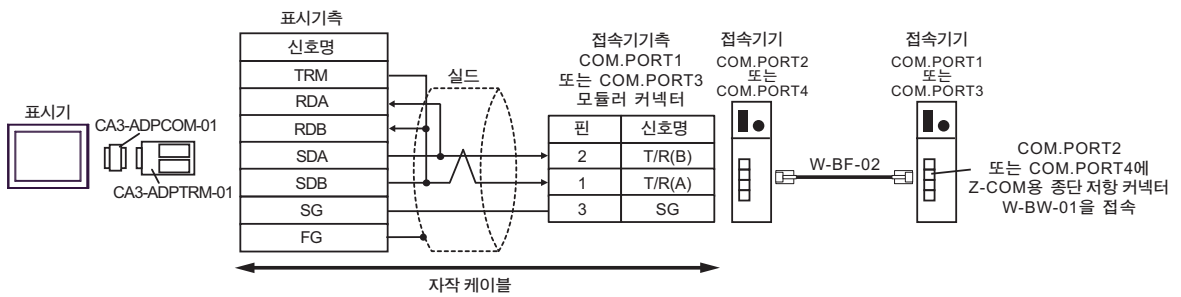 표시기
CA3-ADPCOM-01
CA3-ADPTRM-01
표시기측
신호명
TRM
RDA
RDB
SDA
SDB
SG
FG
실드
접속기기측
COM.PORT1
또는 COM.PORT3
모듈러 커넥터
핀 신호명
2 T/R(B)
1 T/R(A)
3 SG
자작 케이블
접속기기
COM.PORT2
또는
COM.PORT4
W-BF-02
접속기기
COM.PORT1
또는
COM.PORT3
COM.PORT2
또는 COM.PORT4에
Z-COM용 종단 저항 커넥터
W-BW-01을 접속